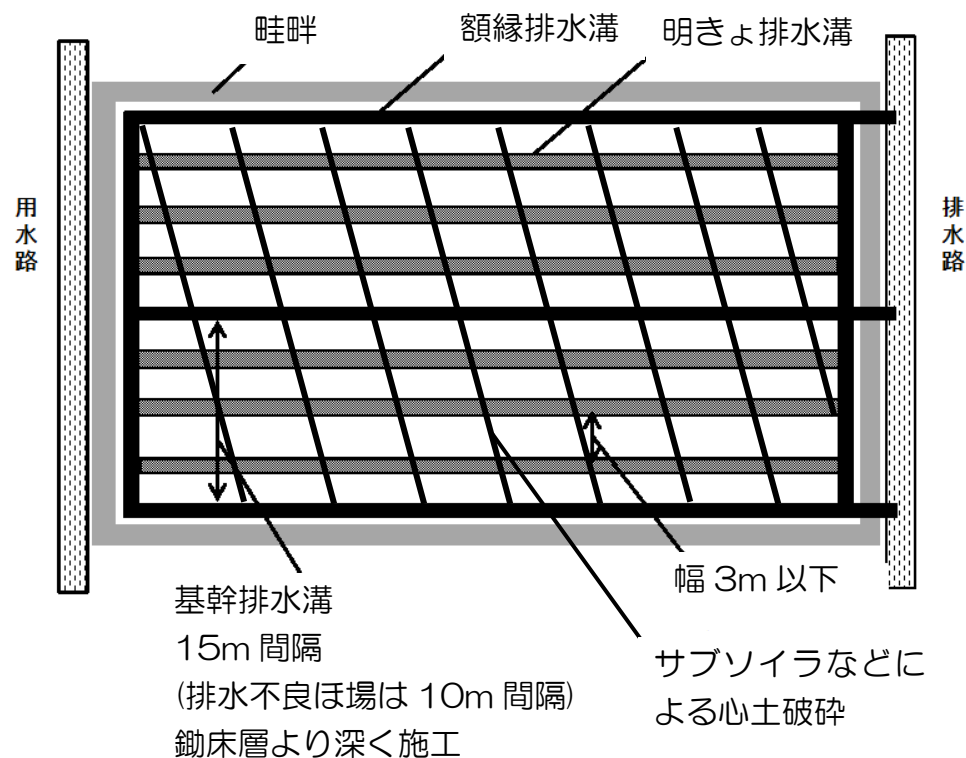 畦畔
額縁排水溝
明きょ排水溝
用水路
排水路
幅 3m 以下
基幹排水溝
15m 間隔
(排水不良ほ場は 10m 間隔)
鋤床層より深く施工
サブソイラなどに
よる心土破砕